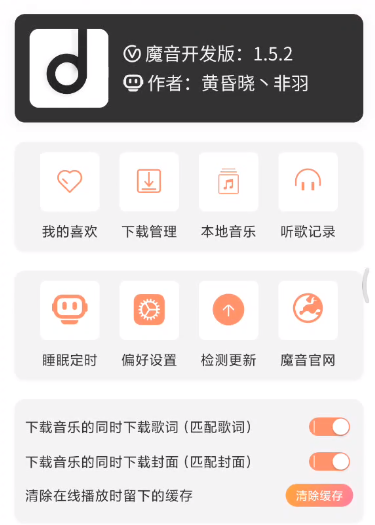 魔音开发版：1.5.2
作者：黄昏晓丶非羽
我的喜欢 下载管理 本地音乐 听歌记录
睡眠定时 偏好设置 检测更新 魔音官网
下载音乐的同时下载歌词（匹配歌词）
下载音乐的同时下载封面（匹配封面）
清除在线播放时留下的缓存 清除缓存